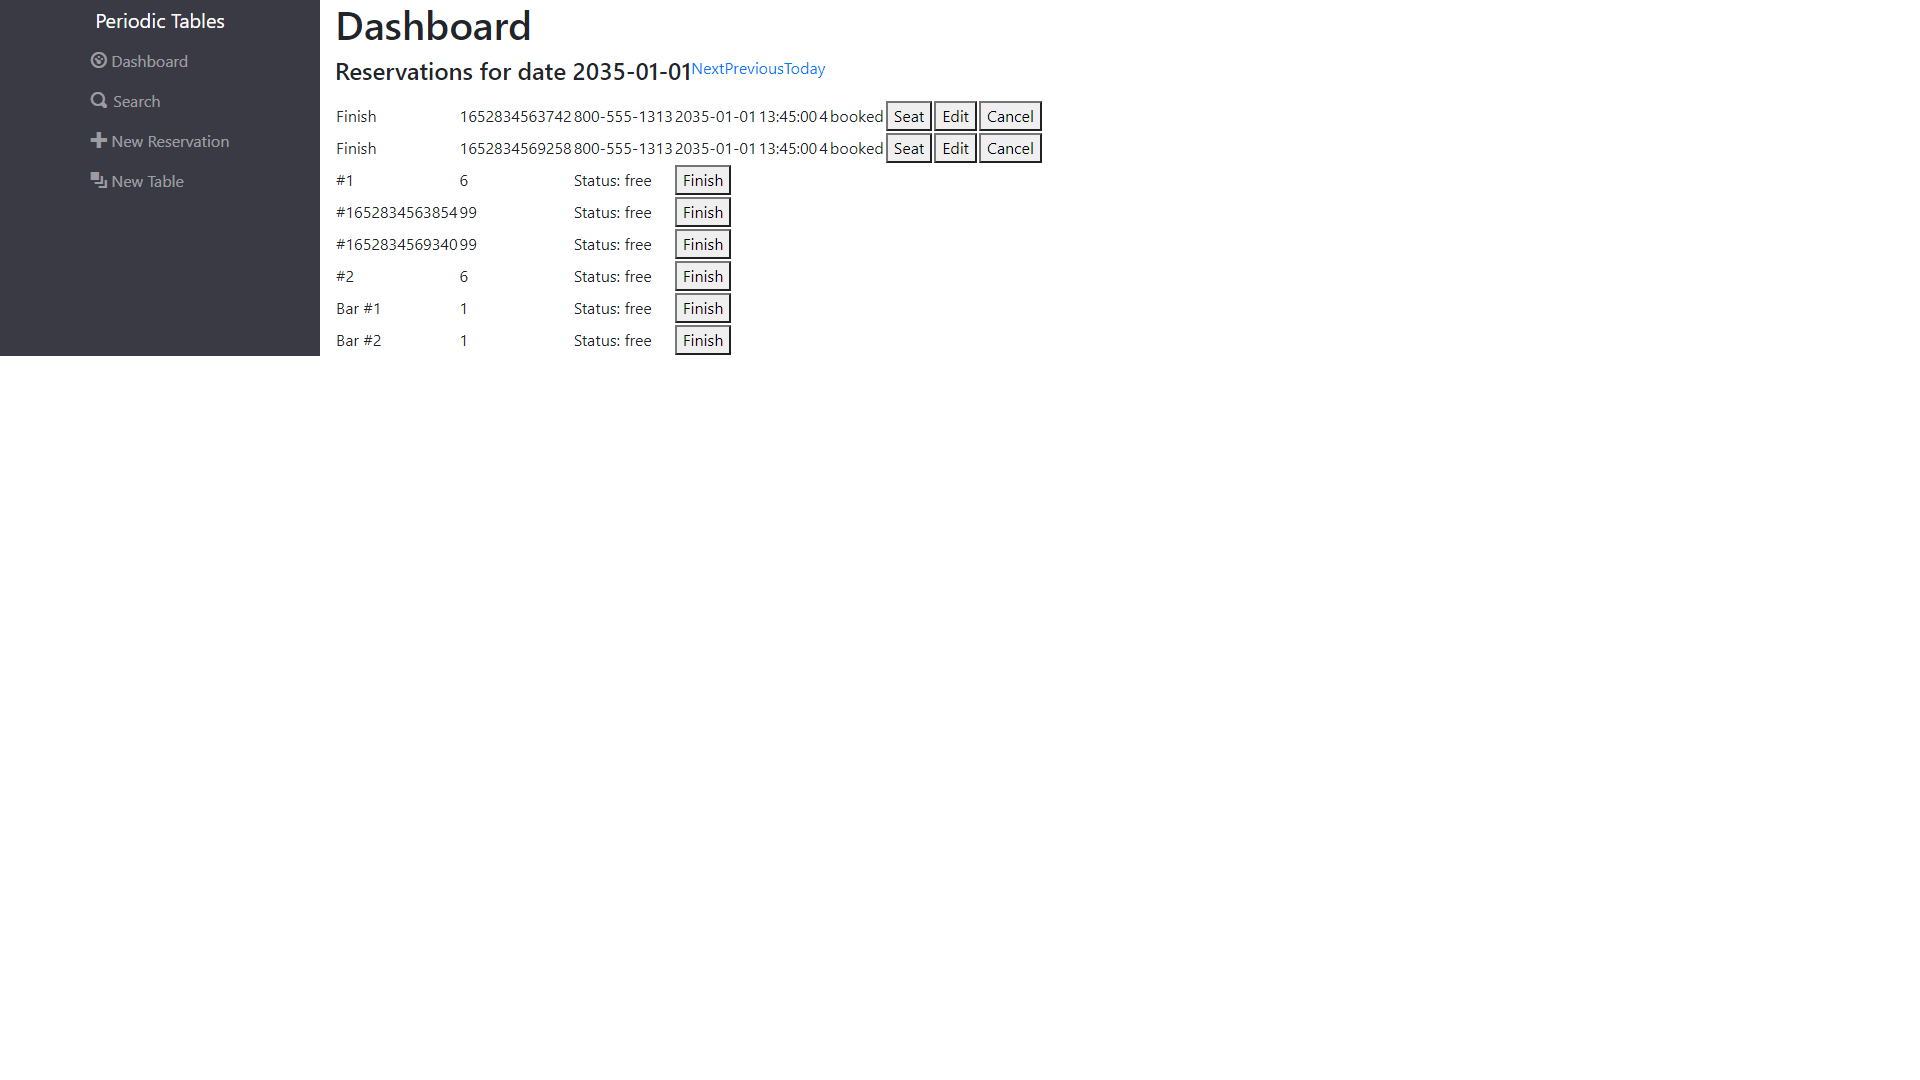 Periodic Tables
Dashboard
Search
New Reservation
New Table
Dashboard
Reservations for date 2035-01-01NextPreviousToday
Finish 1652834563742 800-555-1313 2035-01-01 13:45:00 4 booked Seat Edit Cancel
Finish 1652834569258 800-555-1313 2035-01-01 13:45:00 4 booked Seat Edit Cancel
#1 6 Status: free Finish
#1652834563854 99 Status: free Finish
#1652834569340 99 Status: free Finish
#2 6 Status: free Finish
Bar #1 1 Status: free Finish
Bar #2 1 Status: free Finish